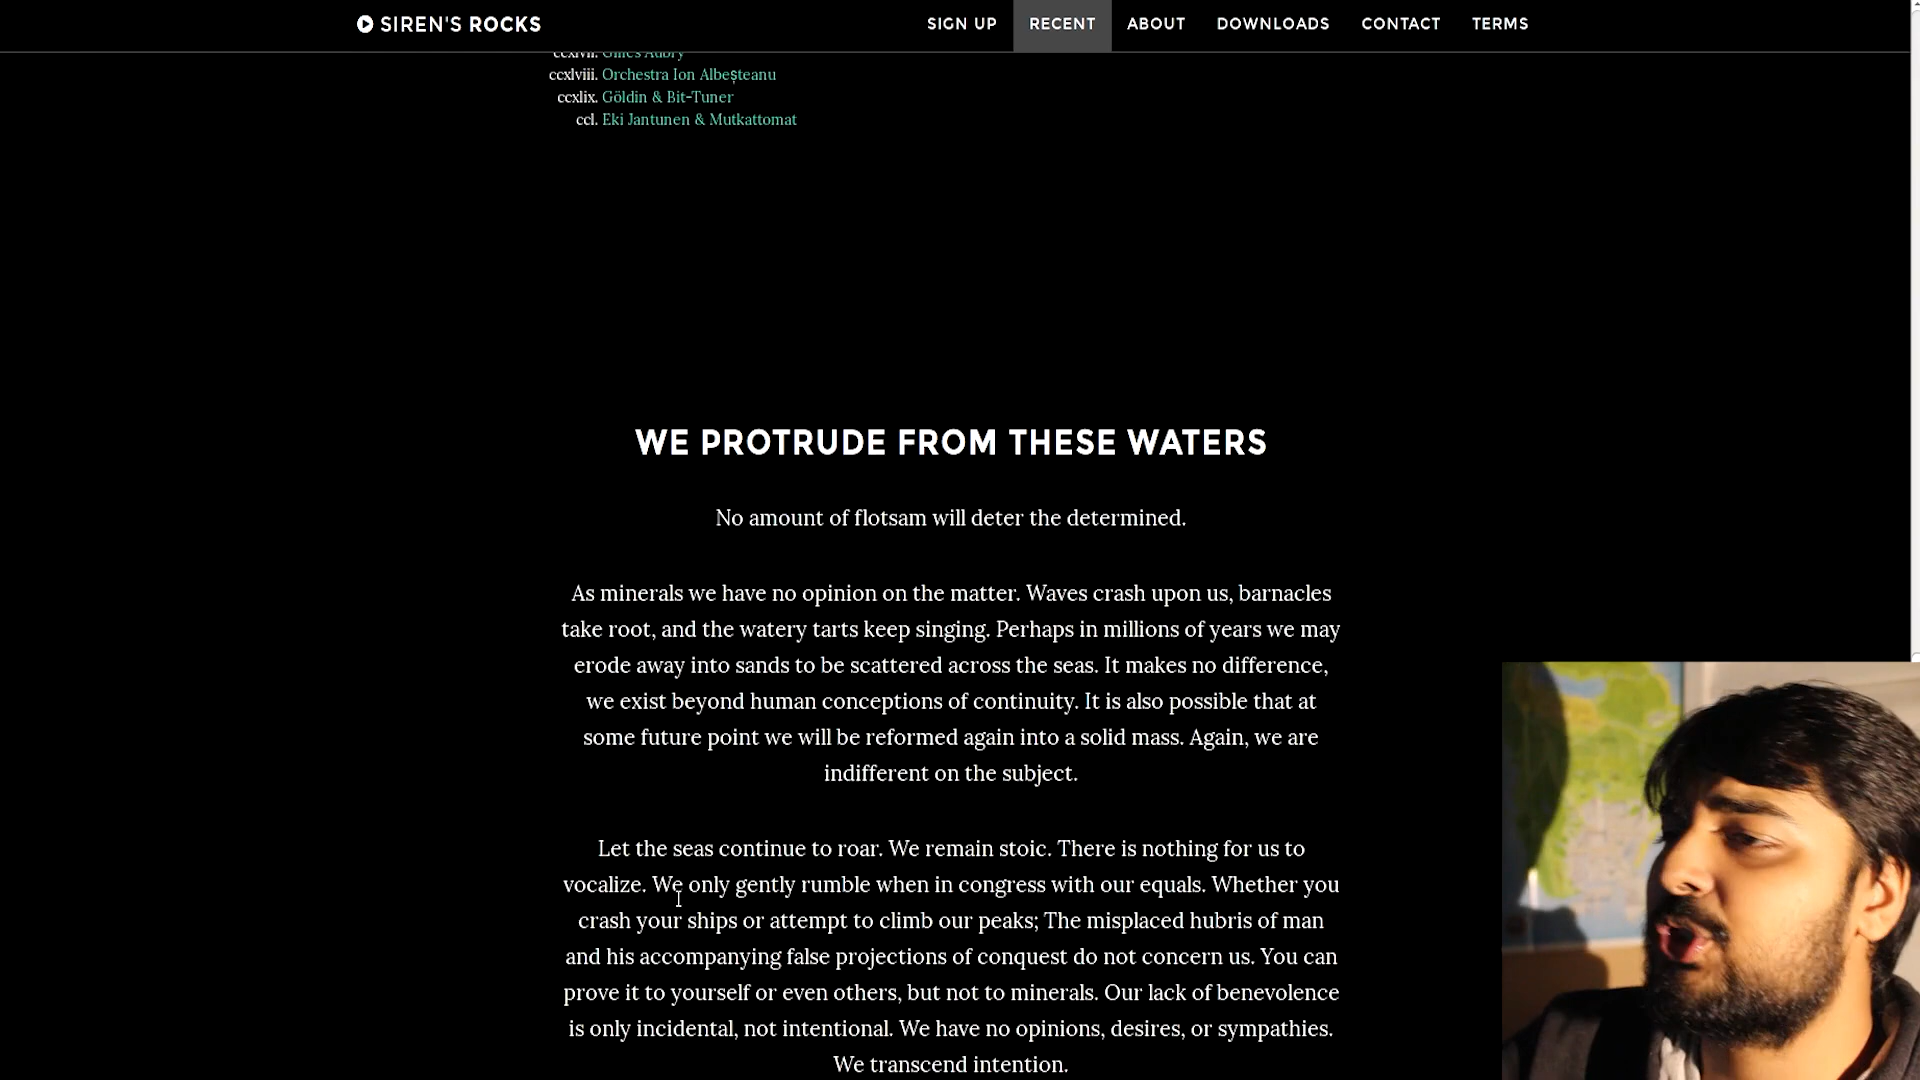 SIREN'S ROCKS
SIGN UP RECENT ABOUT DOWNLOADS CONTACT TERMS
ccxlvii. Gilles Aubry
ccxlviii. Orchestra Ion Albeșteanu
ccxlix. Göldin & Bit-Tuner
ccl. Eki Jantunen & Mutkattomat
WE PROTRUDE FROM THESE WATERS
No amount of flotsam will deter the determined.
As minerals we have no opinion on the matter. Waves crash upon us, barnacles
take root, and the watery tarts keep singing. Perhaps in millions of years we may
erode away into sands to be scattered across the seas. It makes no difference,
we exist beyond human conceptions of continuity. It is also possible that at
some future point we will be reformed again into a solid mass. Again, we are
indifferent on the subject.
Let the seas continue to roar. We remain stoic. There is nothing for us to
vocalize. We only gently rumble when in congress with our equals. Whether you
crash your ships or attempt to climb our peaks; The misplaced hubris of man
and his accompanying false projections of conquest do not concern us. You can
prove it to yourself or even others, but not to minerals. Our lack of benevolence
is only incidental, not intentional. We have no opinions, desires, or sympathies.
We transcend intention.